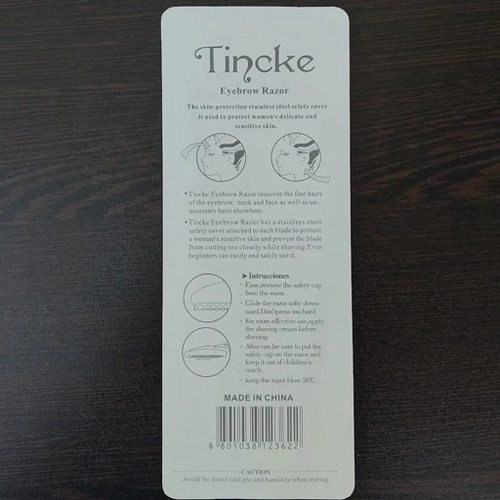 Tincke
Eyebrow Razor
The skin-protection stainless steel sefety cover
is used to protect women's delicate and
sensitive skin.
• Tincke Eyebrow Razor removes the fine haires
of the eyebrow, neck and face as well as un-
necessary haires elsewhere.
• Tincke Eyebrow Razor has a stainless steel
safety cover attached to each blade to protect
a woman's sensitive skin and prevent the blade
from cutting too closely while shaving. Even
beginners can easily and safely use it.
▶ Intrucciones
· Firse,remove the safety cap
from the razor.
· Glide the razor softy down-
ward.Don'tpress too hard.
· For more effective use,apply
the shaving cream before
shaving.
· After use,be sure to put the
safety cap on the razor and
keep it out of children's
reach.
· keep the razor blow 50℃.
MADE IN CHINA
8 801038 123622
CAUTION
Avoid the direct sunlight and humidity when storing.